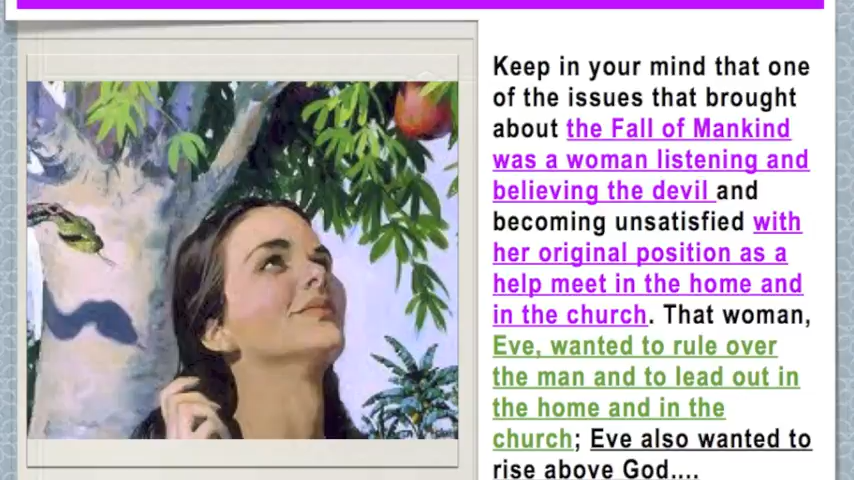 Keep in your mind that one
of the issues that brought
about the Fall of Mankind
was a woman listening and
believing the devil and
becoming unsatisfied with
her original position as a
help meet in the home and
in the church. That woman,
Eve, wanted to rule over
the man and to lead out in
the home and in the
church; Eve also wanted to
rise above God....